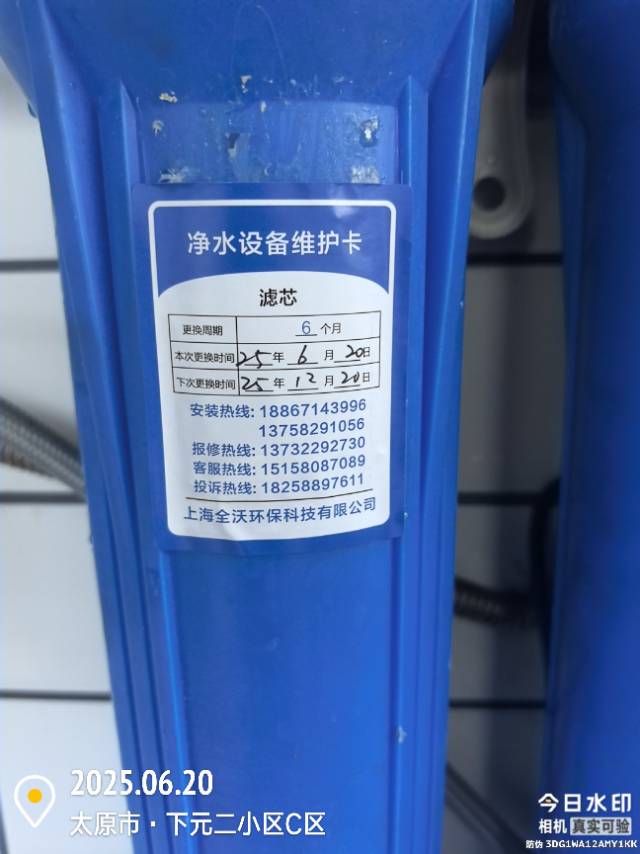 净水设备维护卡
滤芯
更换周期 6 个月
本次更换时间 25 年 6 月 20 日
下次更换时间 25 年 12 月 20 日
安装热线: 18867143996
13758291056
报修热线: 13732292730
客服热线: 15158087089
投诉热线: 18258897611
上海全沃环保科技有限公司
2025.06.20
太原市·下元二小区C区
今日水印
相机 真实可验
防伪 3DG1WA12AMY1KK